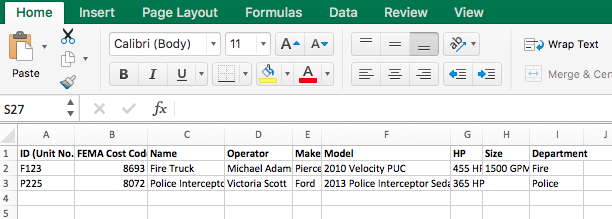 Home Insert Page Layout Formulas Data Review View
Paste Calibri (Body) 11 A A ab Wrap Text
B I U A Merge & Cen
S27 fx
A B C D E F G H I J
1 ID (Unit No. FEMA Cost Cod Name Operator Make Model HP Size Department
2 F123 8693 Fire Truck Michael Adam Pierce 2010 Velocity PUC 455 HP 1500 GPM Fire
3 P225 8072 Police Intercepto Victoria Scott Ford 2013 Police Interceptor Seda 365 HP Police